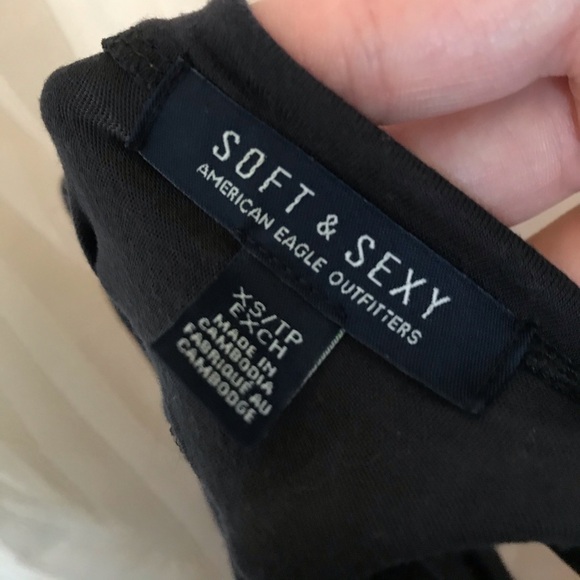 SOFT & SEXY
AMERICAN EAGLE OUTFITTERS
XS/TP
EXCH
MADE IN
CAMBODIA
FABRIQUÉ AU
CAMBODGE